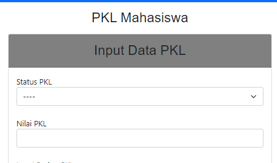 PKL Mahasiswa
Input Data PKL
Status PKL
----
Nilai PKL